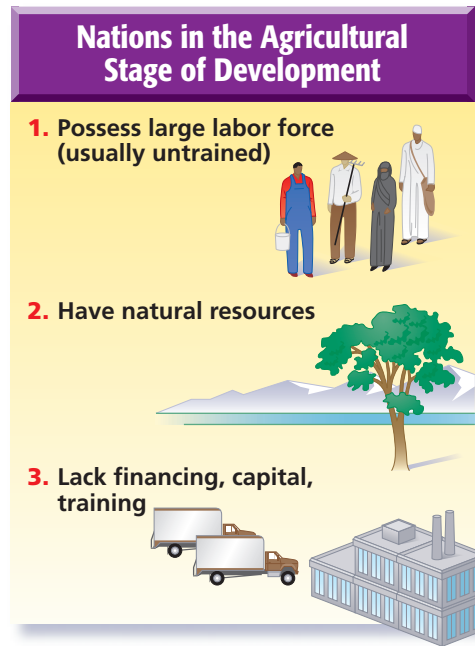 Nations in the Agricultural
Stage of Development
1. Possess large labor force
(usually untrained)
2. Have natural resources
3. Lack financing, capital,
training